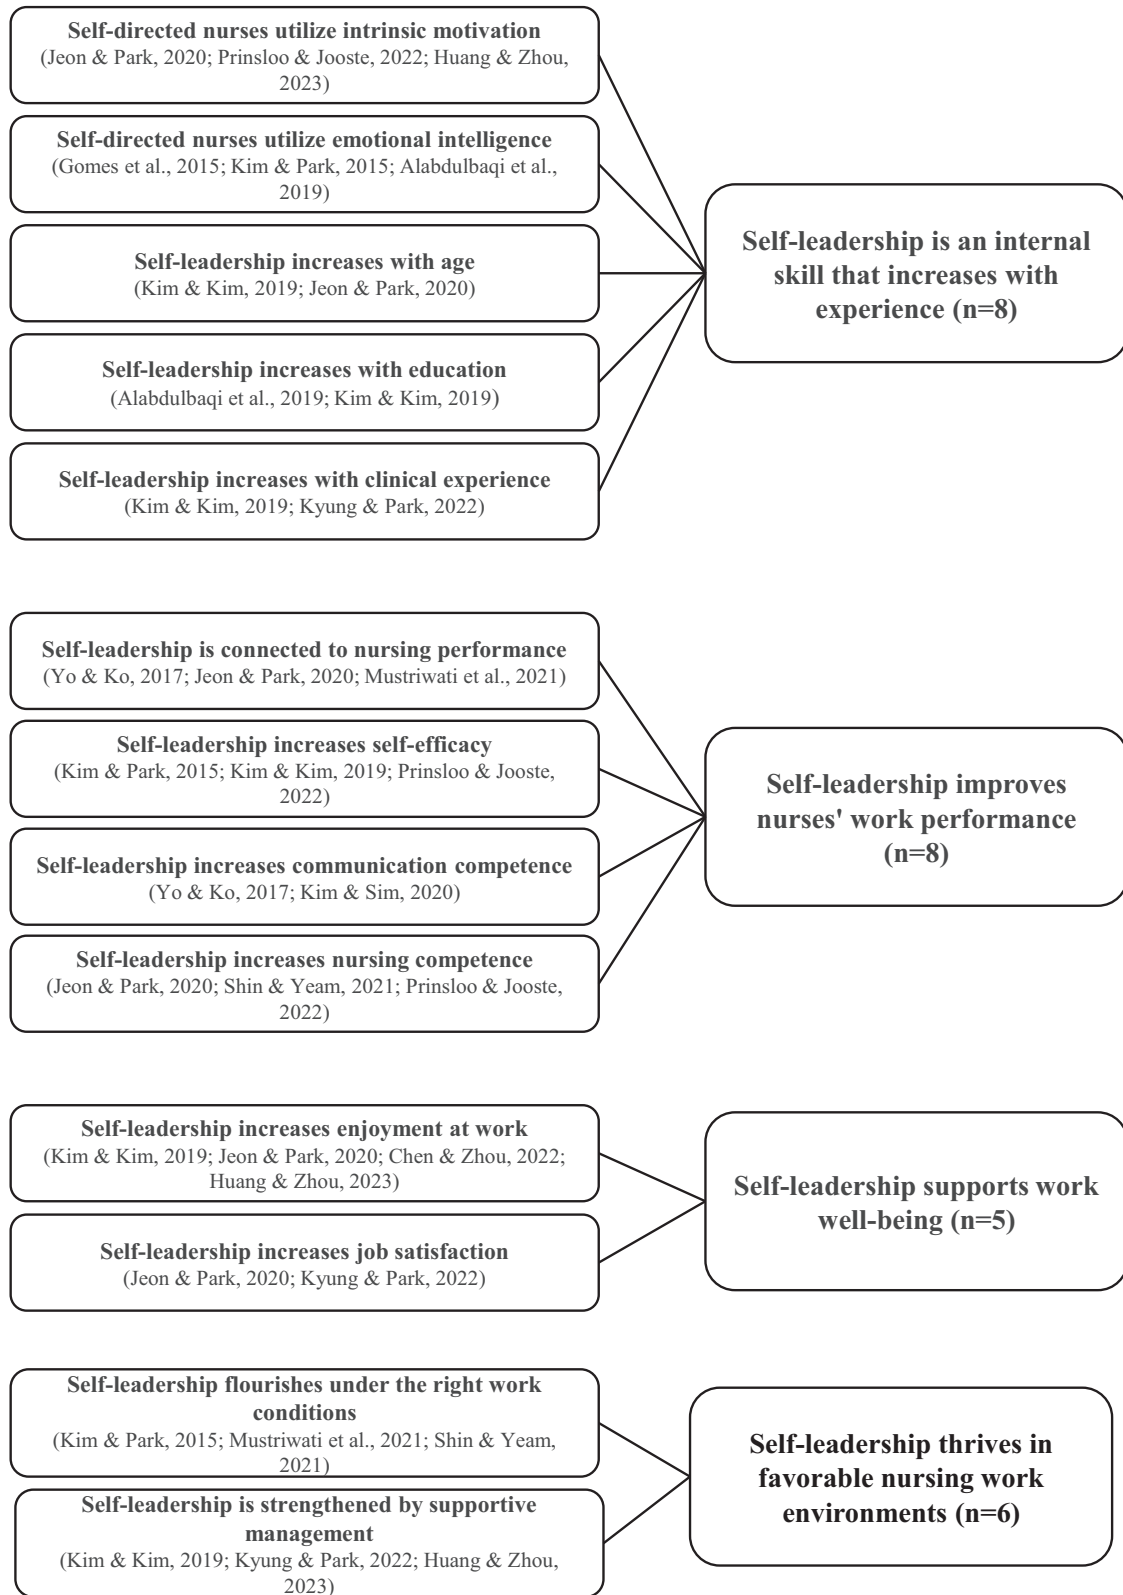 Self-directed nurses utilize intrinsic motivation
(Jeon & Park, 2020; Prinsloo & Jooste, 2022; Huang & Zhou,
2023)
Self-directed nurses utilize emotional intelligence
(Gomes et al., 2015; Kim & Park, 2015; Alabdulbaqi et al.,
2019)
Self-leadership increases with age
(Kim & Kim, 2019; Jeon & Park, 2020)
Self-leadership increases with education
(Alabdulbaqi et al., 2019; Kim & Kim, 2019)
Self-leadership increases with clinical experience
(Kim & Kim, 2019; Kyung & Park, 2022)
Self-leadership is an internal
skill that increases with
experience (n=8)
Self-leadership is connected to nursing performance
(Yo & Ko, 2017; Jeon & Park, 2020; Mustriwati et al., 2021)
Self-leadership increases self-efficacy
(Kim & Park, 2015; Kim & Kim, 2019; Prinsloo & Jooste,
2022)
Self-leadership increases communication competence
(Yo & Ko, 2017; Kim & Sim, 2020)
Self-leadership increases nursing competence
(Jeon & Park, 2020; Shin & Yeam, 2021; Prinsloo & Jooste,
2022)
Self-leadership improves
nurses' work performance
(n=8)
Self-leadership increases enjoyment at work
(Kim & Kim, 2019; Jeon & Park, 2020; Chen & Zhou, 2022;
Huang & Zhou, 2023)
Self-leadership increases job satisfaction
(Jeon & Park, 2020; Kyung & Park, 2022)
Self-leadership supports work
well-being (n=5)
Self-leadership flourishes under the right work
conditions
(Kim & Park, 2015; Mustriwati et al., 2021; Shin & Yeam,
2021)
Self-leadership is strengthened by supportive
management
(Kim & Kim, 2019; Kyung & Park, 2022; Huang & Zhou,
2023)
Self-leadership thrives in
favorable nursing work
environments (n=6)